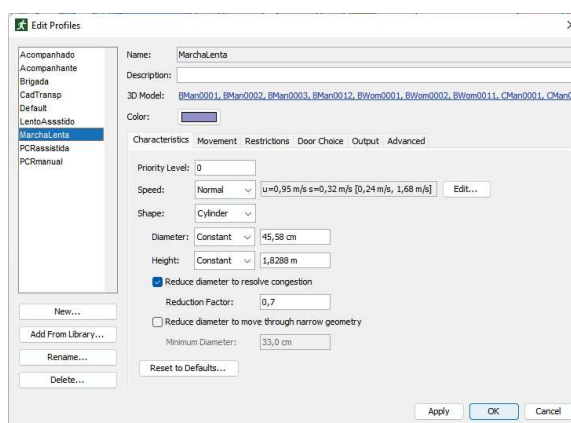 Edit Profiles
Acompanhado
Acompanhante
Brigada
CadTransp
Default
LentoAssstido
MarchaLenta
PCRassistida
PCRmanual
New...
Add From Library...
Rename...
Delete...
Name: MarchaLenta
Description:
3D Model: BMan0001, BMan0002, BMan0003, BMan0012, BWom0001, BWom0002, BWom0011, CMan0001, CMan0
Color:
Characteristics Movement Restrictions Door Choice Output Advanced
Priority Level: 0
Speed: Normal u=0,95 m/s s=0,32 m/s [0,24 m/s, 1,68 m/s] Edit...
Shape: Cylinder
Diameter: Constant 45,58 cm
Height: Constant 1,8288 m
Reduce diameter to resolve congestion
Reduction Factor: 0,7
Reduce diameter to move through narrow geometry
Minimum Diameter: 33,0 cm
Reset to Defaults...
Apply OK Cancel